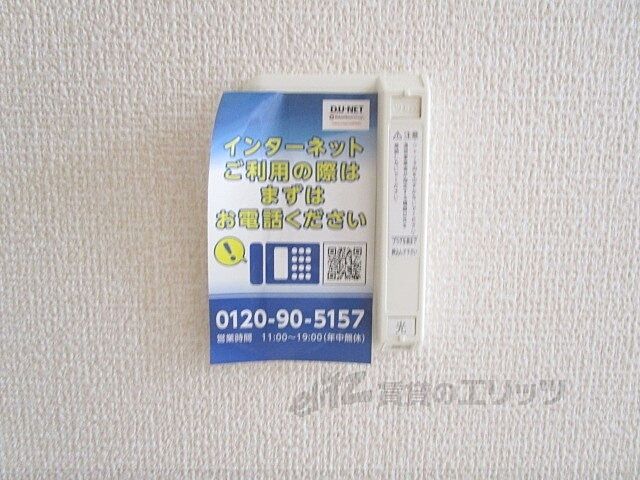 D.U-NET
インターネット
ご利用の際は
まずは
お電話ください
0120-90-5157
営業時間 11:00～19:00(年中無休)
⚠注意
光
eliz 賃貸のエリッツ